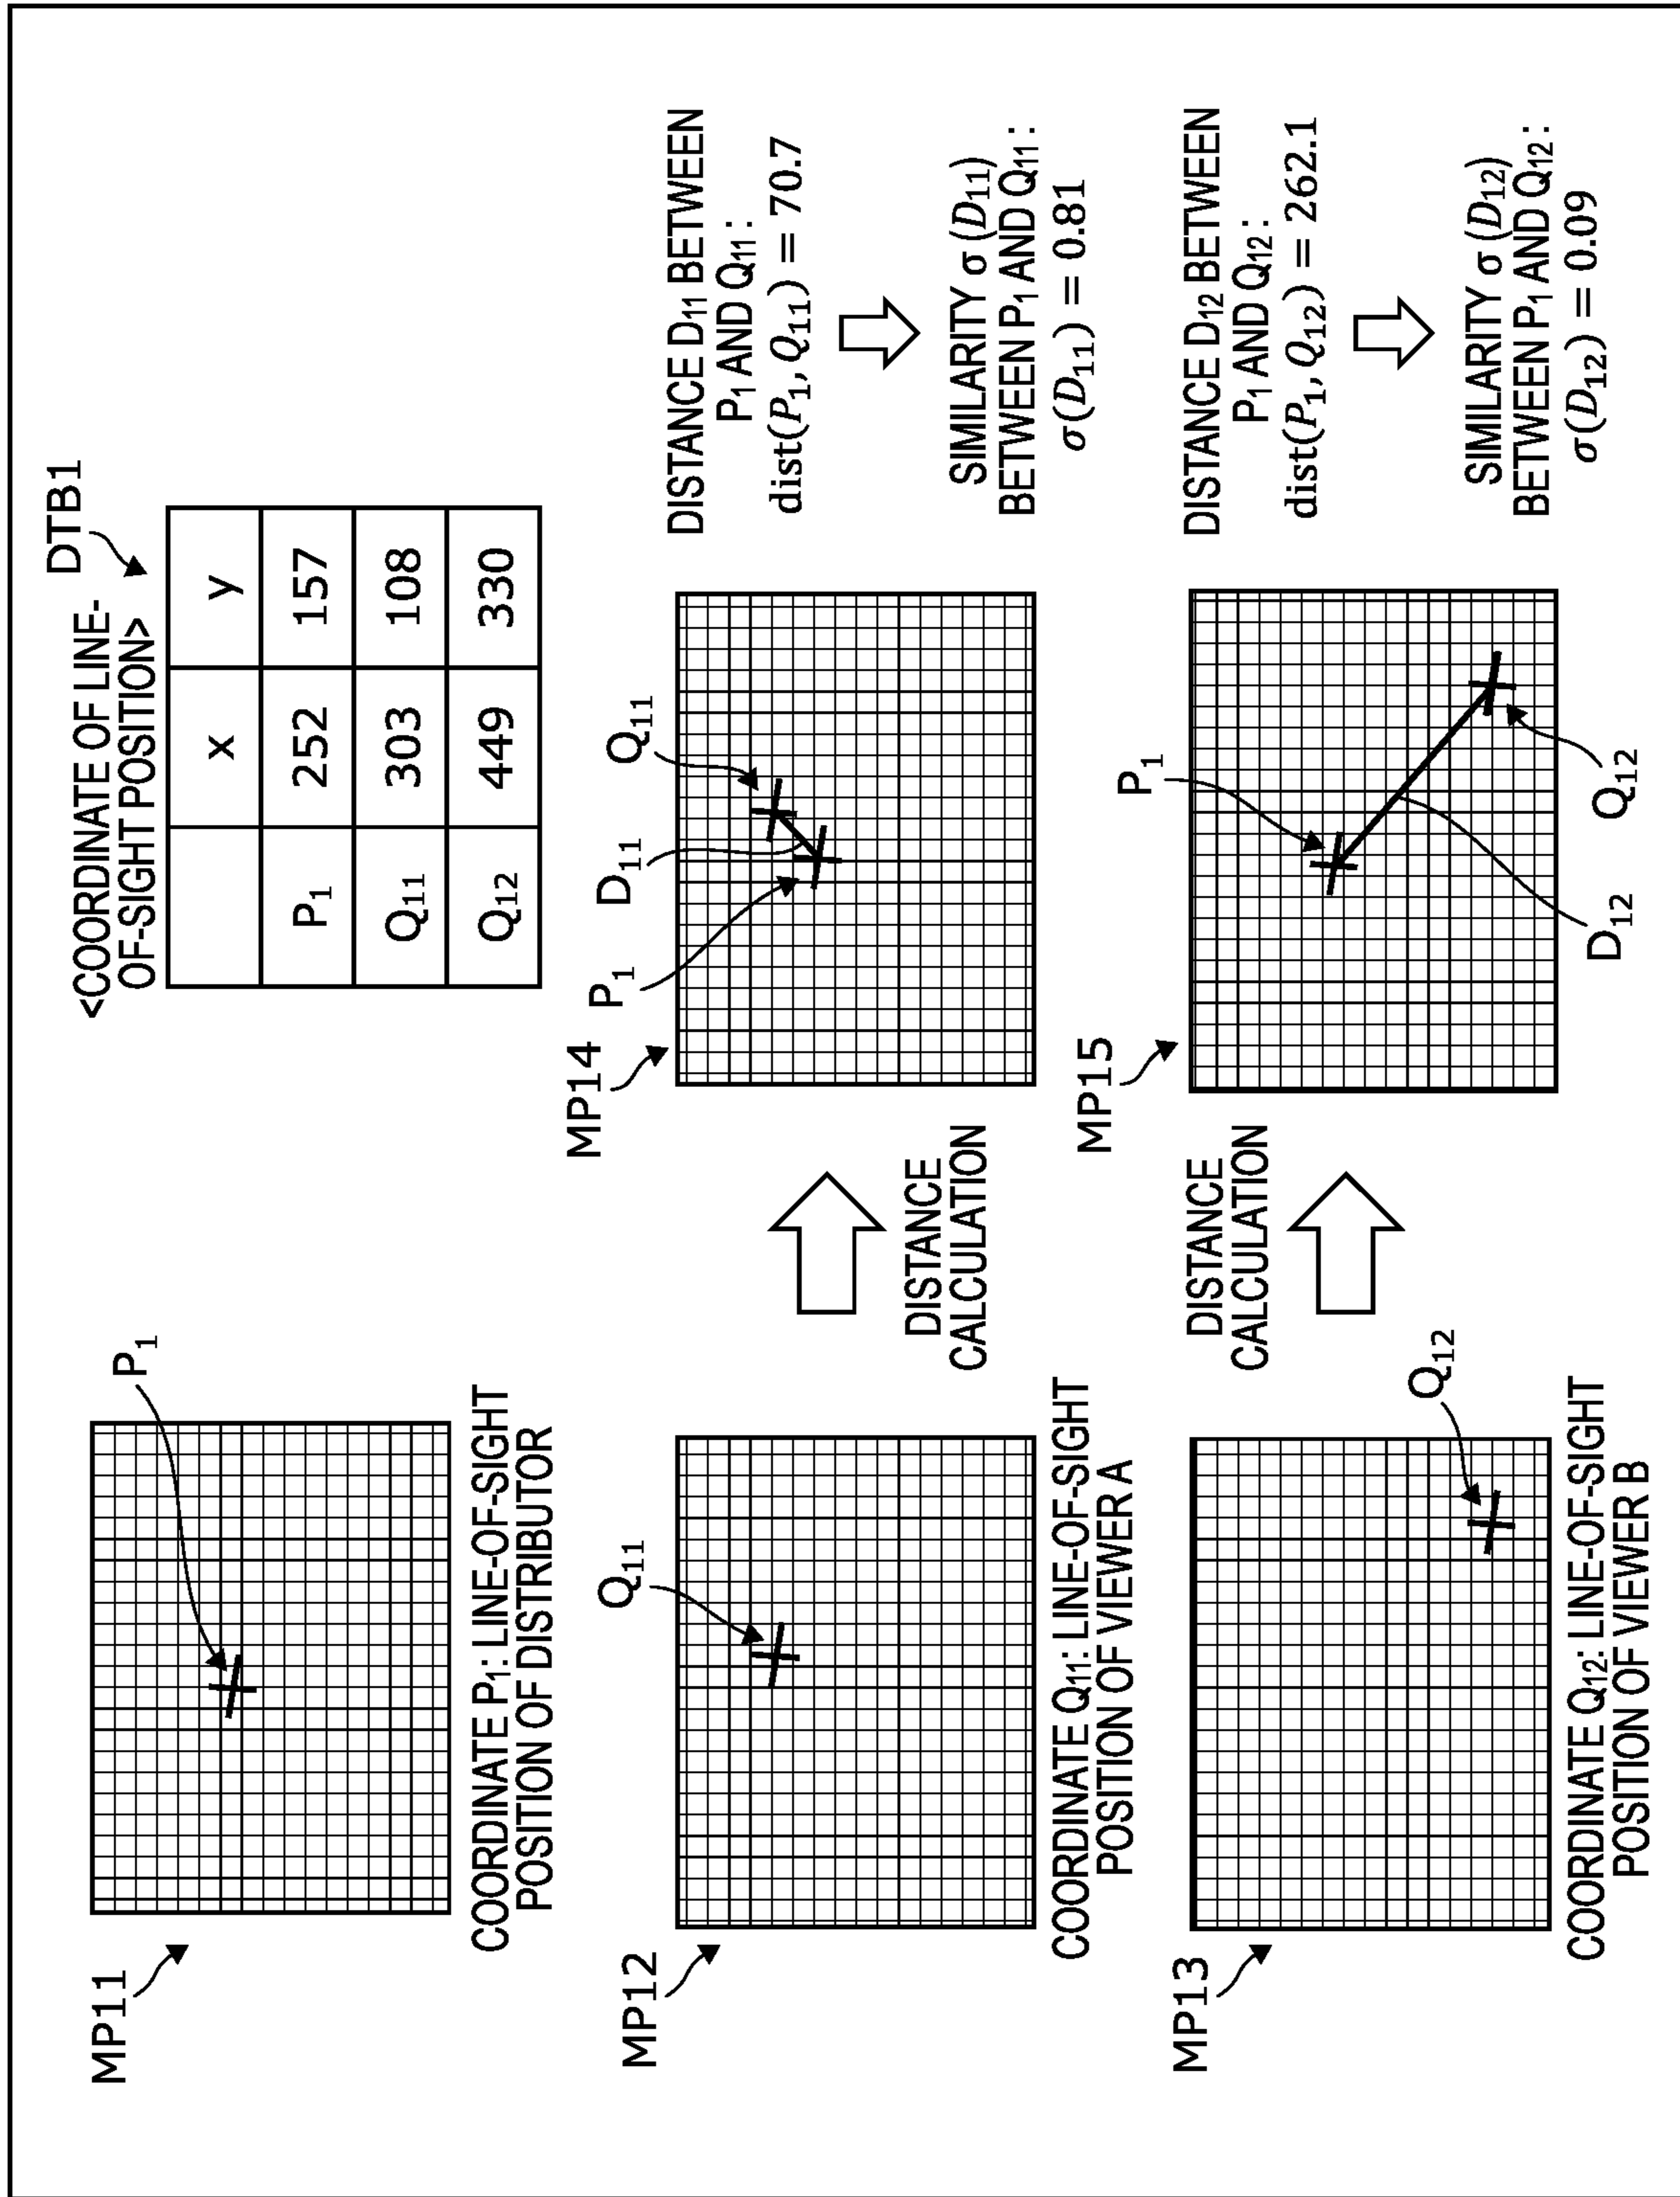 MP11
P₁
COORDINATE P₁: LINE-OF-SIGHT
POSITION OF DISTRIBUTOR
<COORDINATE OF LINE-
OF-SIGHT POSITION>
DTB1
x y
P₁ 252 157
Q₁₁ 303 108
Q₁₂ 449 330
MP12
Q₁₁
COORDINATE Q₁₁: LINE-OF-SIGHT
POSITION OF VIEWER A
DISTANCE
CALCULATION
MP14
P₁
D₁₁
Q₁₁
DISTANCE D₁₁ BETWEEN
P₁ AND Q₁₁:
dist(P₁, Q₁₁) = 70.7
SIMILARITY σ (D₁₁)
BETWEEN P₁ AND Q₁₁:
σ(D₁₁) = 0.81
MP13
Q₁₂
COORDINATE Q₁₂: LINE-OF-SIGHT
POSITION OF VIEWER B
DISTANCE
CALCULATION
MP15
P₁
D₁₂
Q₁₂
DISTANCE D₁₂ BETWEEN
P₁ AND Q₁₂:
dist(P₁, Q₁₂) = 262.1
SIMILARITY σ (D₁₂)
BETWEEN P₁ AND Q₁₂:
σ(D₁₂) = 0.09